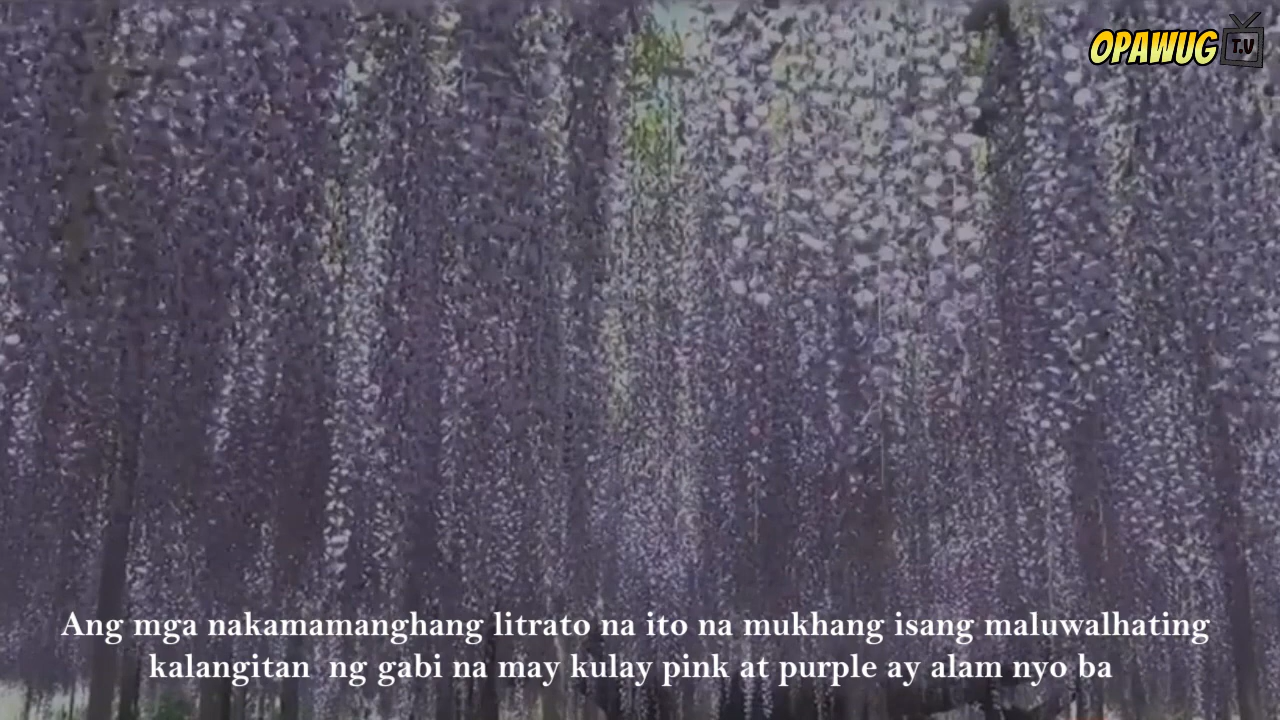 OPAWUG T.V
Ang mga nakamamanghang litrato na ito na mukhang isang maluwalhating
kalangitan ng gabi na may kulay pink at purple ay alam nyo ba